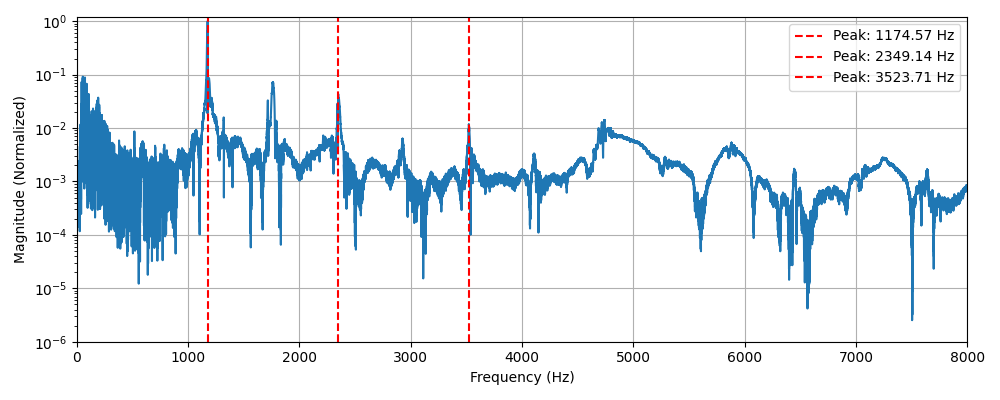 10⁰
10⁻¹
10⁻²
10⁻³
10⁻⁴
10⁻⁵
10⁻⁶
Magnitude (Normalized)
Peak: 1174.57 Hz
Peak: 2349.14 Hz
Peak: 3523.71 Hz
0 1000 2000 3000 4000 5000 6000 7000 8000
Frequency (Hz)